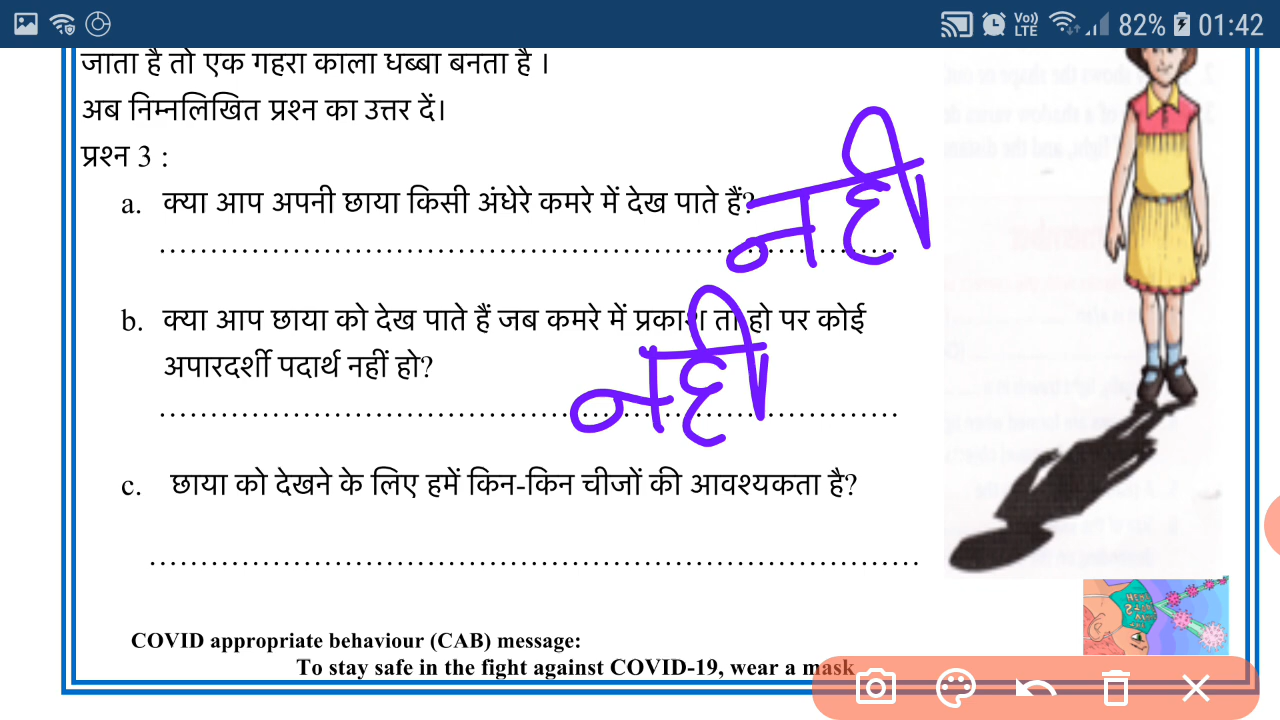 Vo)) LTE 82% 01:42
जाता है तो एक गहरा काला धब्बा बनता है ।
अब निम्नलिखित प्रश्न का उत्तर दें।
प्रश्न 3 :
a. क्या आप अपनी छाया किसी अंधेरे कमरे में देख पाते हैं?
नही
b. क्या आप छाया को देख पाते हैं जब कमरे में प्रकाश तो हो पर कोई
अपारदर्शी पदार्थ नहीं हो?
नही
c. छाया को देखने के लिए हमें किन-किन चीजों की आवश्यकता है?
COVID appropriate behaviour (CAB) message:
To stay safe in the fight against COVID-19, wear a mask